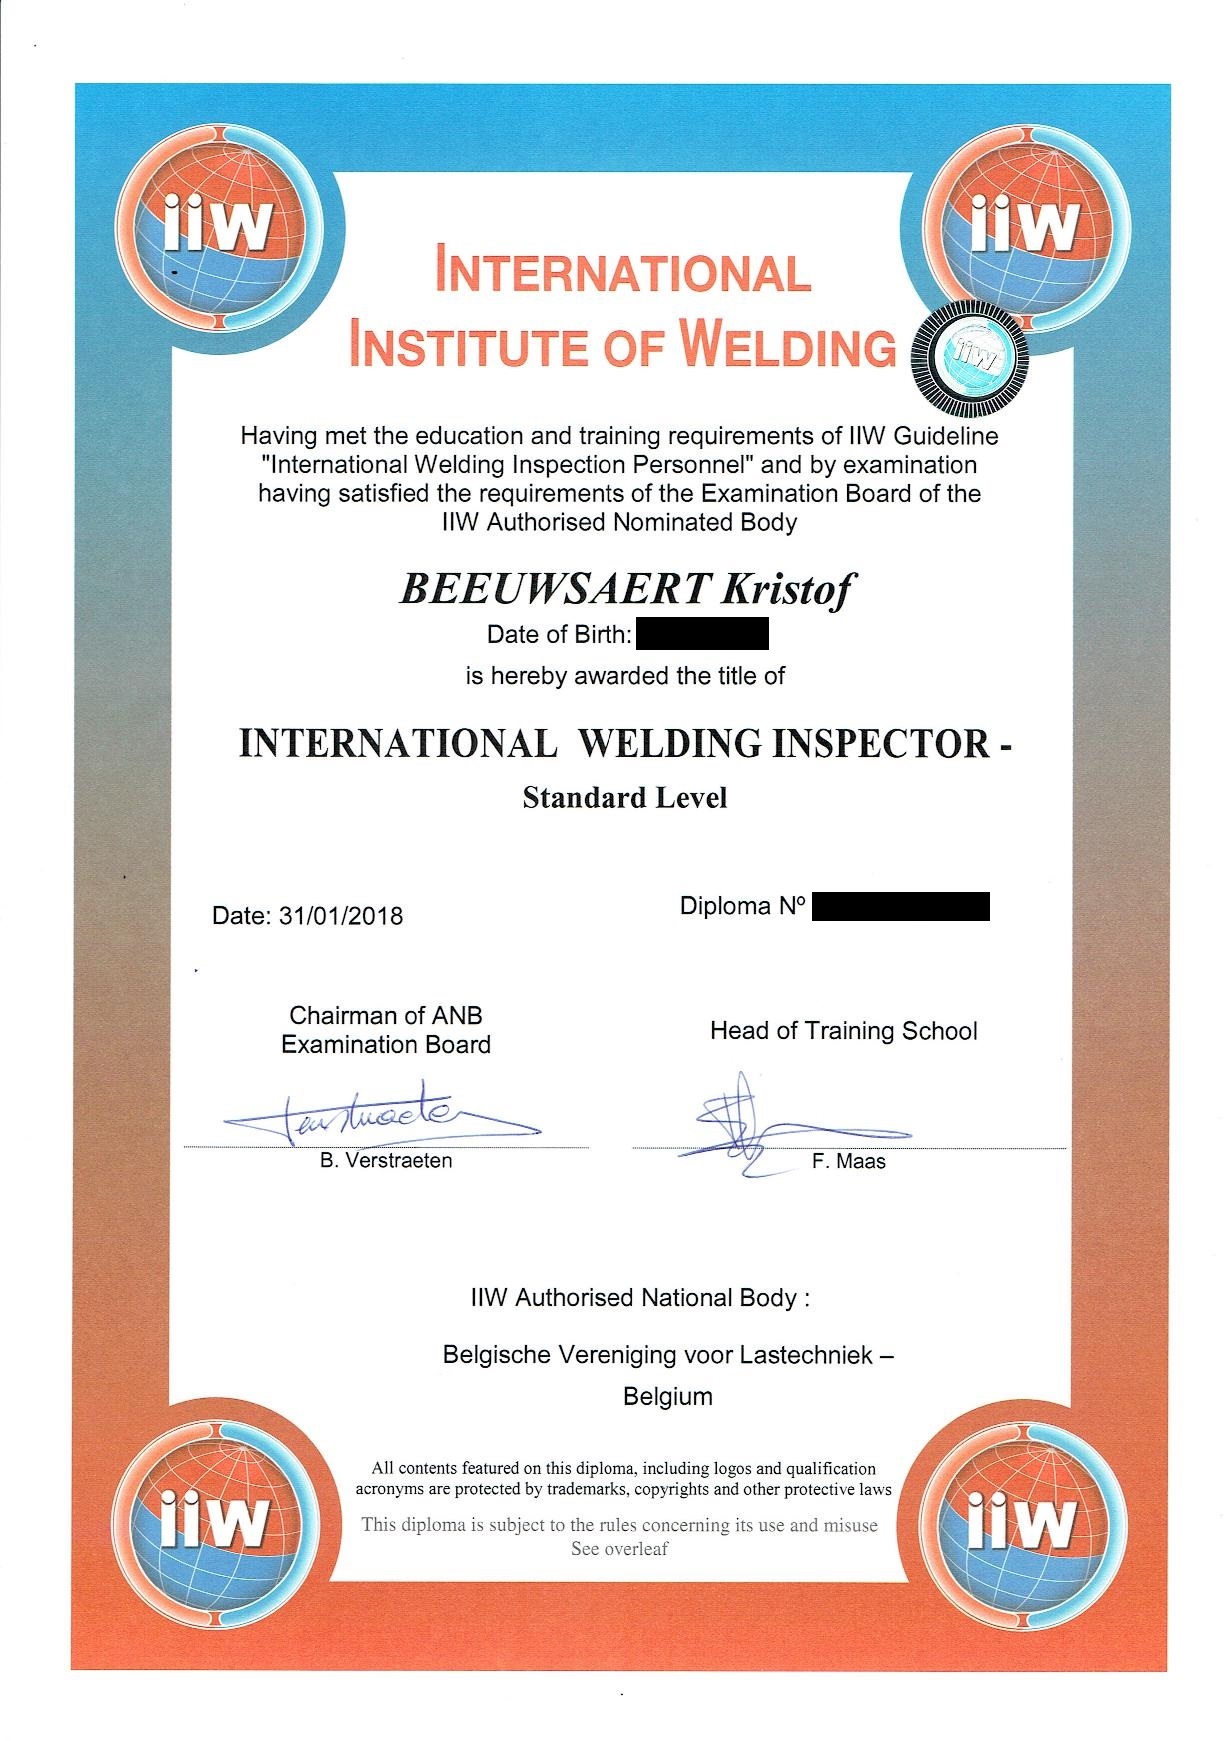 iiw
iiw
INTERNATIONAL
INSTITUTE OF WELDING
iiw
Having met the education and training requirements of IIW Guideline
"International Welding Inspection Personnel" and by examination
having satisfied the requirements of the Examination Board of the
IIW Authorised Nominated Body
BEEUWSAERT Kristof
Date of Birth:
is hereby awarded the title of
INTERNATIONAL WELDING INSPECTOR -
Standard Level
Date: 31/01/2018
Diploma Nº
Chairman of ANB
Examination Board
Head of Training School
Verstraeten
B. Verstraeten
F. Maas
IIW Authorised National Body :
Belgische Vereniging voor Lastechniek –
Belgium
All contents featured on this diploma, including logos and qualification
acronyms are protected by trademarks, copyrights and other protective laws
This diploma is subject to the rules concerning its use and misuse
See overleaf
iiw
iiw